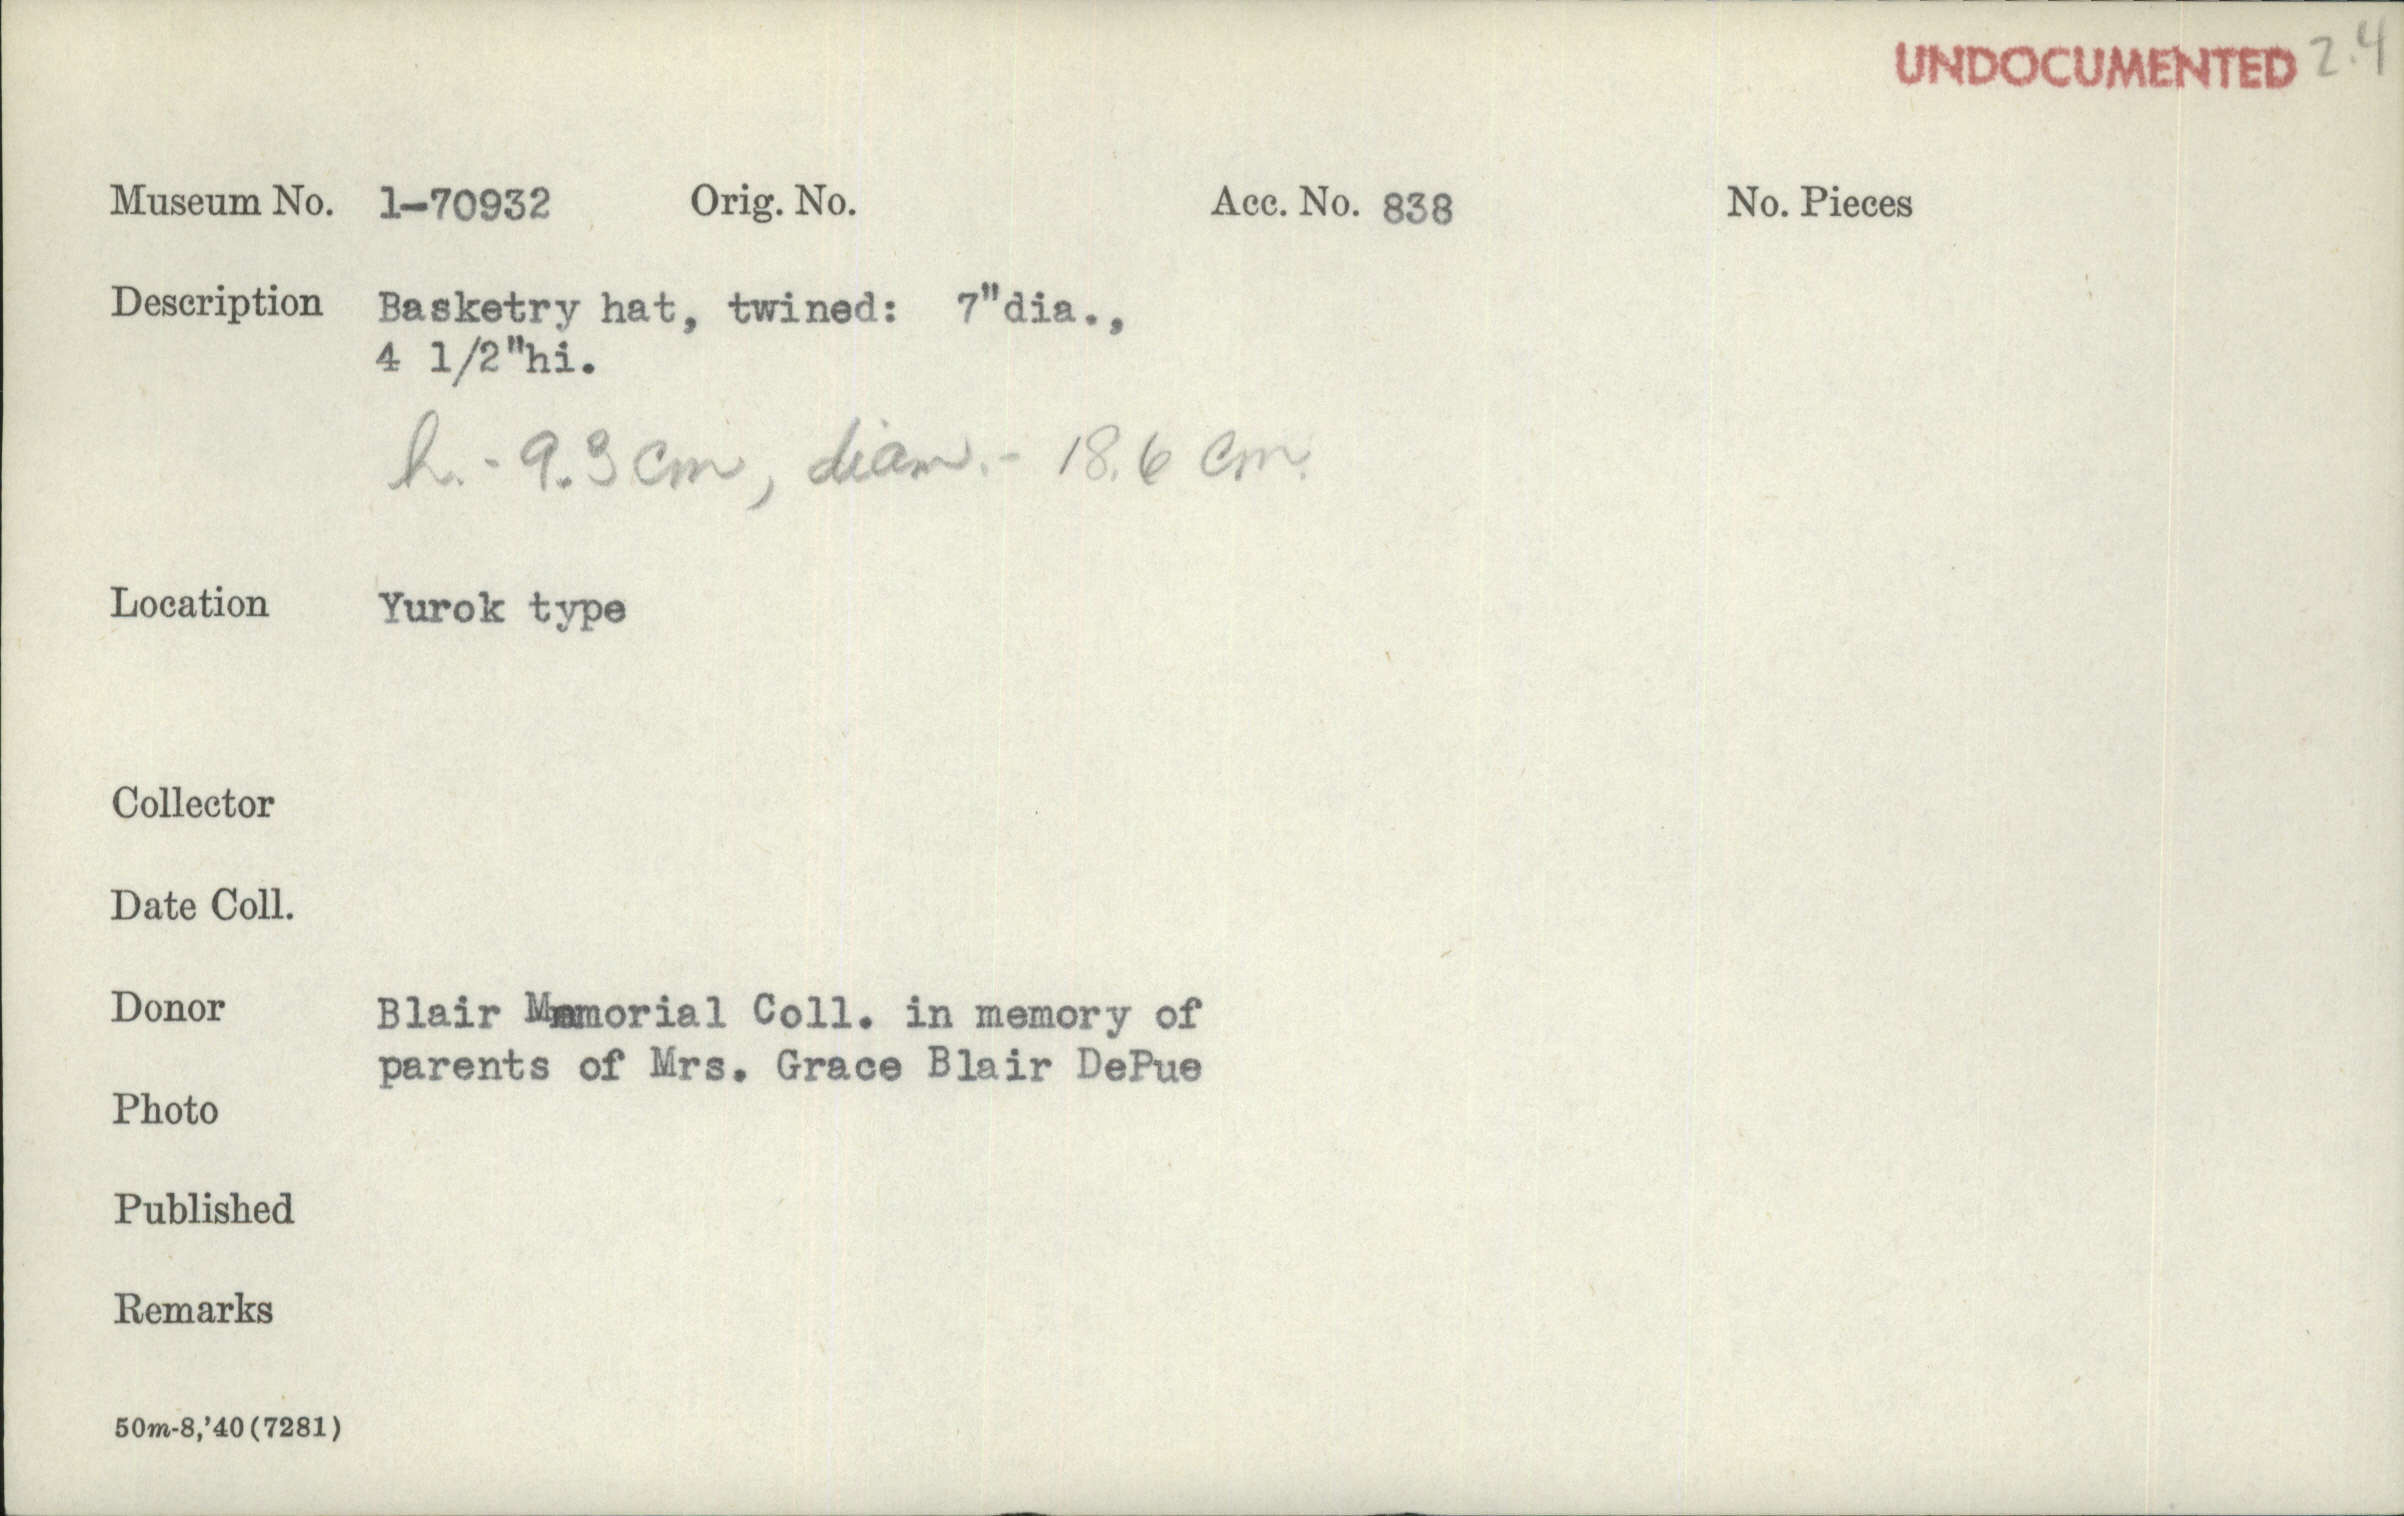 UNDOCUMENTED 2.4
Museum No. 1-70932 Orig. No. Acc. No. 838 No. Pieces
Description Basketry hat, twined: 7"dia.,
4 1/2"hi.
h. - 9.3 cm, diam. - 18.6 cm.
Location Yurok type
Collector
Date Coll.
Donor Blair Memorial Coll. in memory of
parents of Mrs. Grace Blair DePue
Photo
Published
Remarks
50m-8,'40(7281)